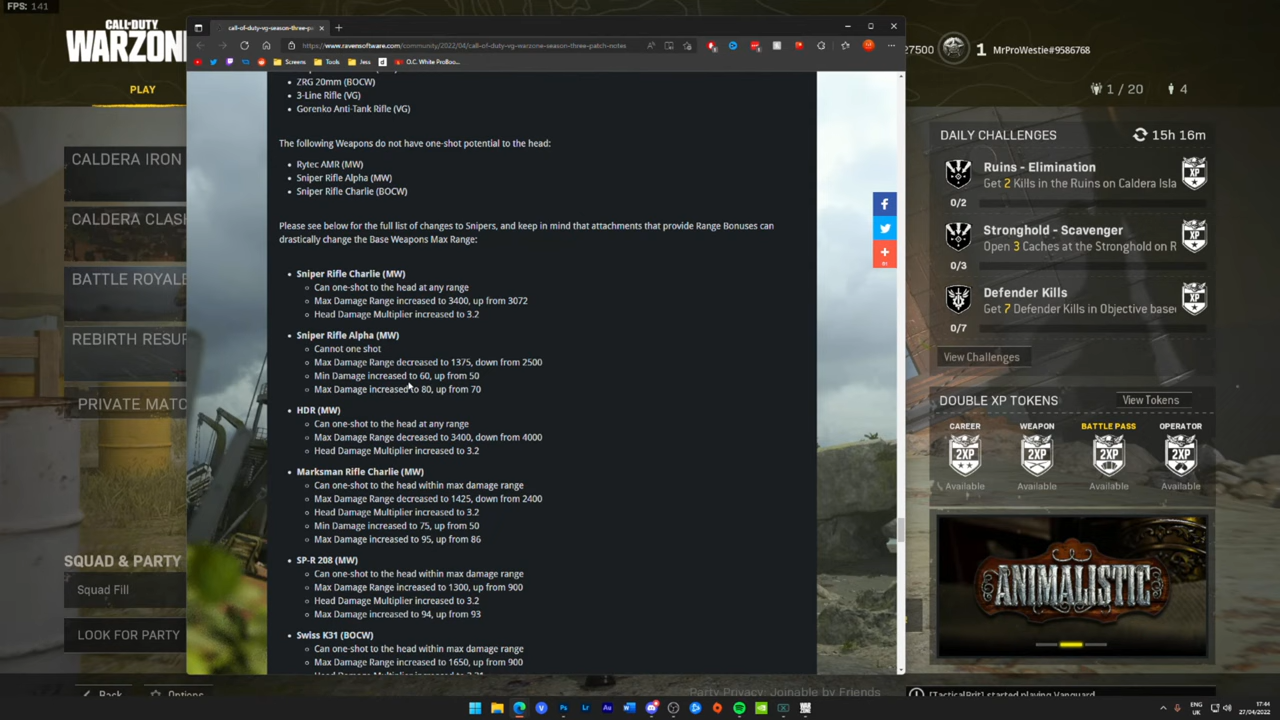 FPS: 141
CALL·DUTY
WARZONE
PLAY
CALDERA IRON
CALDERA CLAS
BATTLE ROYALE
REBIRTH RESU
PRIVATE MATC
SQUAD & PARTY
Squad Fill
LOOK FOR PARTY
Back
Options
call-of-duty-vg-season-three-p
https://www.ravensoftware.com/community/2022/04/call-of-duty-vg-warzone-season-three-patch-notes
Screens
Tools
Jess
O.C. White ProBoo...
ZRG 20mm (BOCW)
3-Line Rifle (VG)
Gorenko Anti-Tank Rifle (VG)
The following Weapons do not have one-shot potential to the head:
Rytec AMR (MW)
Sniper Rifle Alpha (MW)
Sniper Rifle Charlie (BOCW)
Please see below for the full list of changes to Snipers, and keep in mind that attachments that provide Range Bonuses can
drastically change the Base Weapons Max Range:
Sniper Rifle Charlie (MW)
Can one-shot to the head at any range
Max Damage Range increased to 3400, up from 3072
Head Damage Multiplier increased to 3.2
Sniper Rifle Alpha (MW)
Cannot one shot
Max Damage Range decreased to 1375, down from 2500
Min Damage increased to 60, up from 50
Max Damage increased to 80, up from 70
HDR (MW)
Can one-shot to the head at any range
Max Damage Range decreased to 3400, down from 4000
Head Damage Multiplier increased to 3.2
Marksman Rifle Charlie (MW)
Can one-shot to the head within max damage range
Max Damage Range decreased to 1425, down from 2400
Head Damage Multiplier increased to 3.2
Min Damage increased to 75, up from 50
Max Damage increased to 95, up from 86
SP-R 208 (MW)
Can one-shot to the head within max damage range
Max Damage Range increased to 1300, up from 900
Head Damage Multiplier increased to 3.2
Max Damage increased to 94, up from 93
Swiss K31 (BOCW)
Can one-shot to the head within max damage range
Max Damage Range increased to 1650, up from 900
27500
1
MrProWestie#9586768
1 / 20
4
DAILY CHALLENGES
15h 16m
Ruins - Elimination
Get 2 Kills in the Ruins on Caldera Isla
0/2
XP
Stronghold - Scavenger
Open 3 Caches at the Stronghold on R
0/3
XP
Defender Kills
Get 7 Defender Kills in Objective base
0/7
XP
View Challenges
DOUBLE XP TOKENS
View Tokens
CAREER
WEAPON
BATTLE PASS
OPERATOR
2XP
2XP
2XP
2XP
Available
Available
Available
Available
ANIMALISTIC
Party Privacy: Joinable by Friends
[TacticalBrit] started playing Vanguard
ENG
UK
17:44
27/04/2022